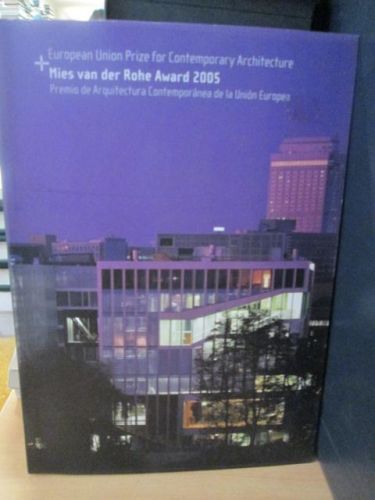 European Union Prize for Contemporary Architecture
Mies van der Rohe Award 2005
Premio de Arquitectura Contemporánea de la Unión Europea